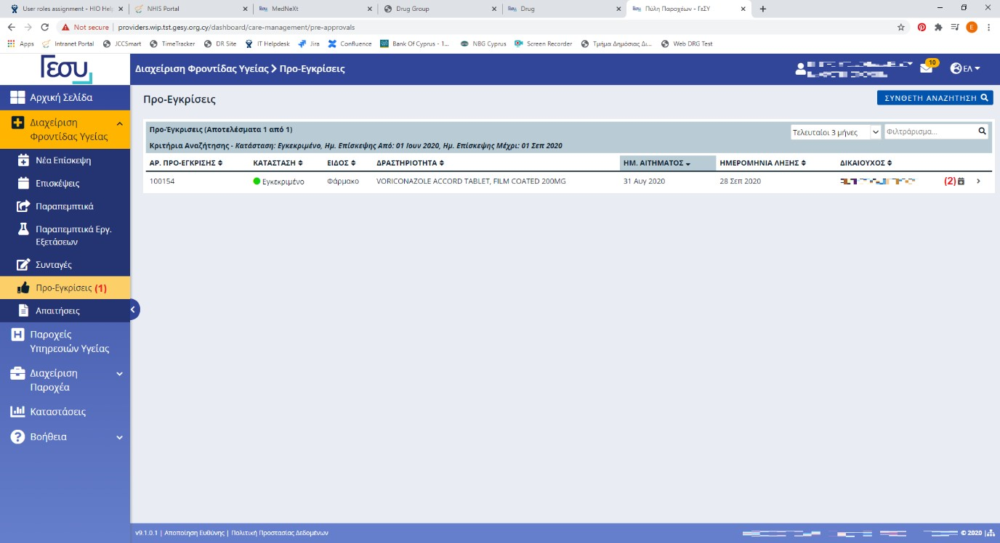 User roles assignment - HIO Help
NHIS Portal
MedNeXt
Drug Group
Drug
Πύλη Παροχέων - ΓεΣΥ
Not secure | providers.wip.tst.gesy.org.cy/dashboard/care-management/pre-approvals
E
Apps
Intranet Portal
JCCSmart
TimeTracker
DR Site
IT Helpdesk
Jira
Confluence
Bank Of Cyprus - 1...
NBG Cyprus
Screen Recorder
Τμήμα Δημόσιας Δι...
Web DRG Test
Γεσυ
Διαχείριση Φροντίδας Υγείας > Προ-Εγκρίσεις
10
ΕΛ
Αρχική Σελίδα
Διαχείριση
Φροντίδας Υγείας
Νέα Επίσκεψη
Επισκέψεις
Παραπεμπτικά
Παραπεμπτικά Εργ.
Εξετάσεων
Συνταγές
Προ-Εγκρίσεις (1)
Απαιτήσεις
Παροχείς
Υπηρεσιών Υγείας
Διαχείριση
Παροχέα
Καταστάσεις
Βοήθεια
Προ-Εγκρίσεις
ΣΥΝΘΕΤΗ ΑΝΑΖΗΤΗΣΗ
Προ-Έγκρισεις (Αποτελέσματα 1 από 1)
Τελευταίοι 3 μήνες
Φιλτράρισμα...
Κριτήρια Αναζήτησης - Κατάσταση: Εγκεκριμένο, Ημ. Επίσκεψης Από: 01 Ιουν 2020, Ημ. Επίσκεψης Μέχρι: 01 Σεπ 2020
ΑΡ. ΠΡΟ-ΕΓΚΡΙΣΗΣ ΚΑΤΑΣΤΑΣΗ ΕΙΔΟΣ ΔΡΑΣΤΗΡΙΟΤΗΤΑ ΗΜ. ΑΙΤΗΜΑΤΟΣ ΗΜΕΡΟΜΗΝΙΑ ΛΗΞΗΣ ΔΙΚΑΙΟΥΧΟΣ
100154 Εγκεκριμένο Φάρμακο VORICONAZOLE ACCORD TABLET, FILM COATED 200MG 31 Αυγ 2020 28 Σεπ 2020 (2)
v9.1.0.1 | Αποποίηση Ευθύνης | Πολιτική Προστασίας Δεδομένων
© 2020 |